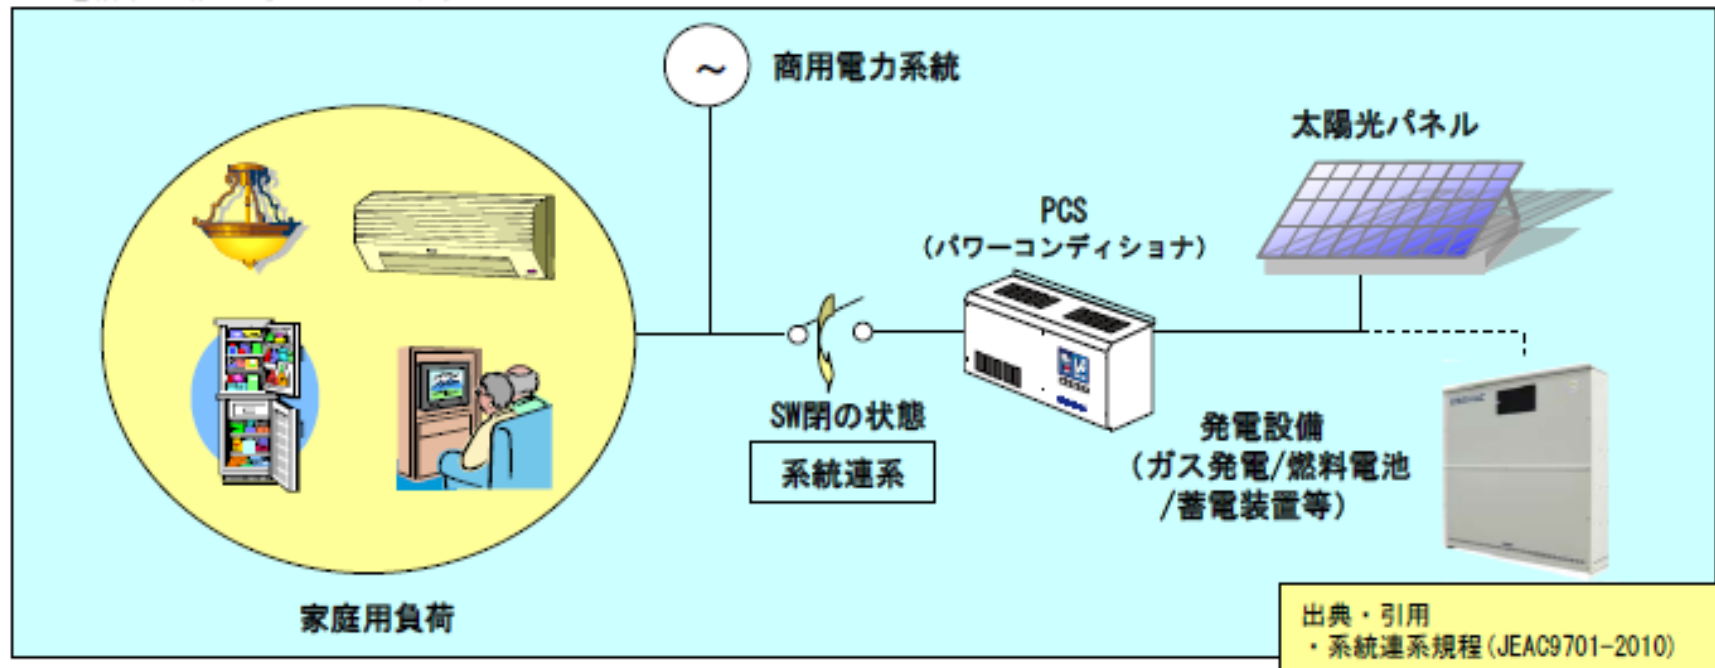 ~
商用電力系統
太陽光パネル
PCS
(パワーコンディショナ)
SW閉の状態
系統連系
発電設備
(ガス発電/燃料電池
/蓄電装置等)
家庭用負荷
出典・引用
・系統連系規程(JEAC9701-2010)